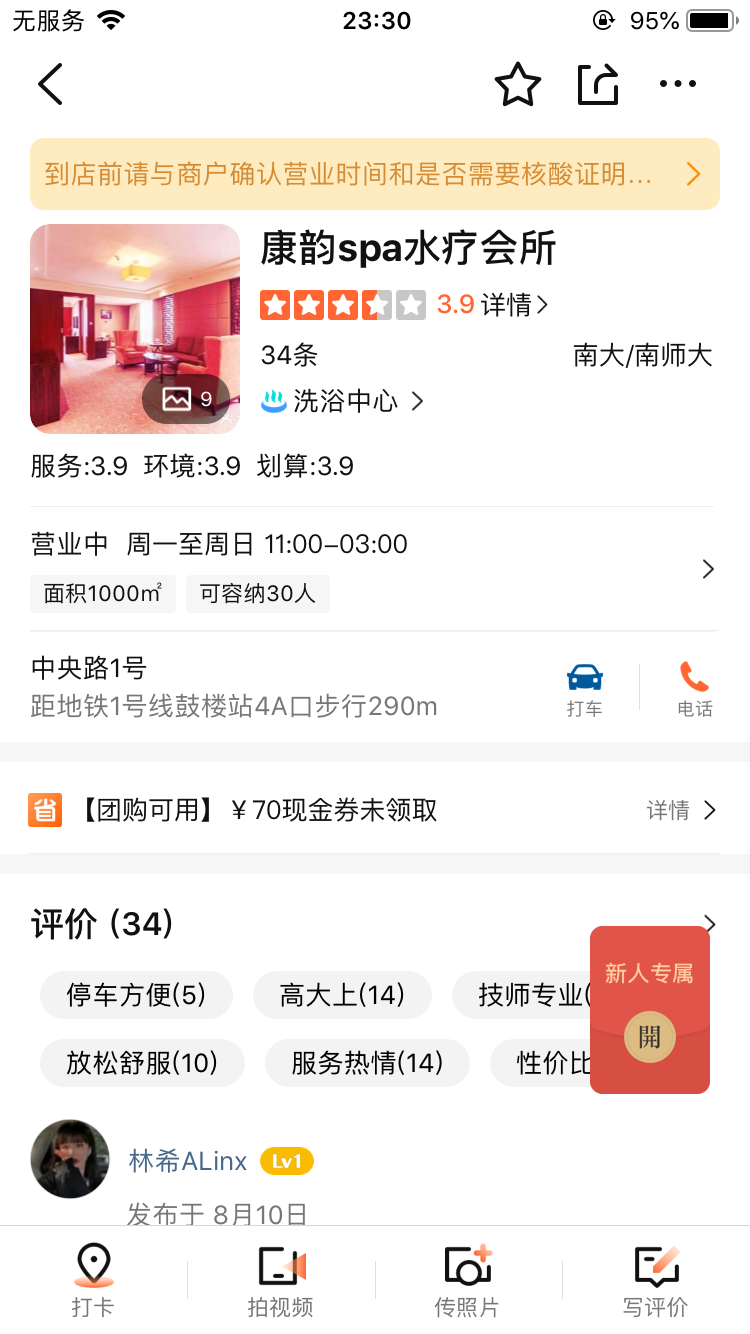 无服务 23:30 95%
到店前请与商户确认营业时间和是否需要核酸证明...
康韵spa水疗会所
3.9 详情
34条 南大/南师大
9 洗浴中心
服务:3.9 环境:3.9 划算:3.9
营业中 周一至周日 11:00-03:00
面积1000㎡ 可容纳30人
中央路1号
距地铁1号线鼓楼站4A口步行290m
打车 电话
省 【团购可用】￥70现金券未领取 详情
评价 (34)
新人专属
停车方便(5) 高大上(14) 技师专业(
開
放松舒服(10) 服务热情(14) 性价比
林希ALinx Lv1
发布于 8月10日
打卡 拍视频 传照片 写评价